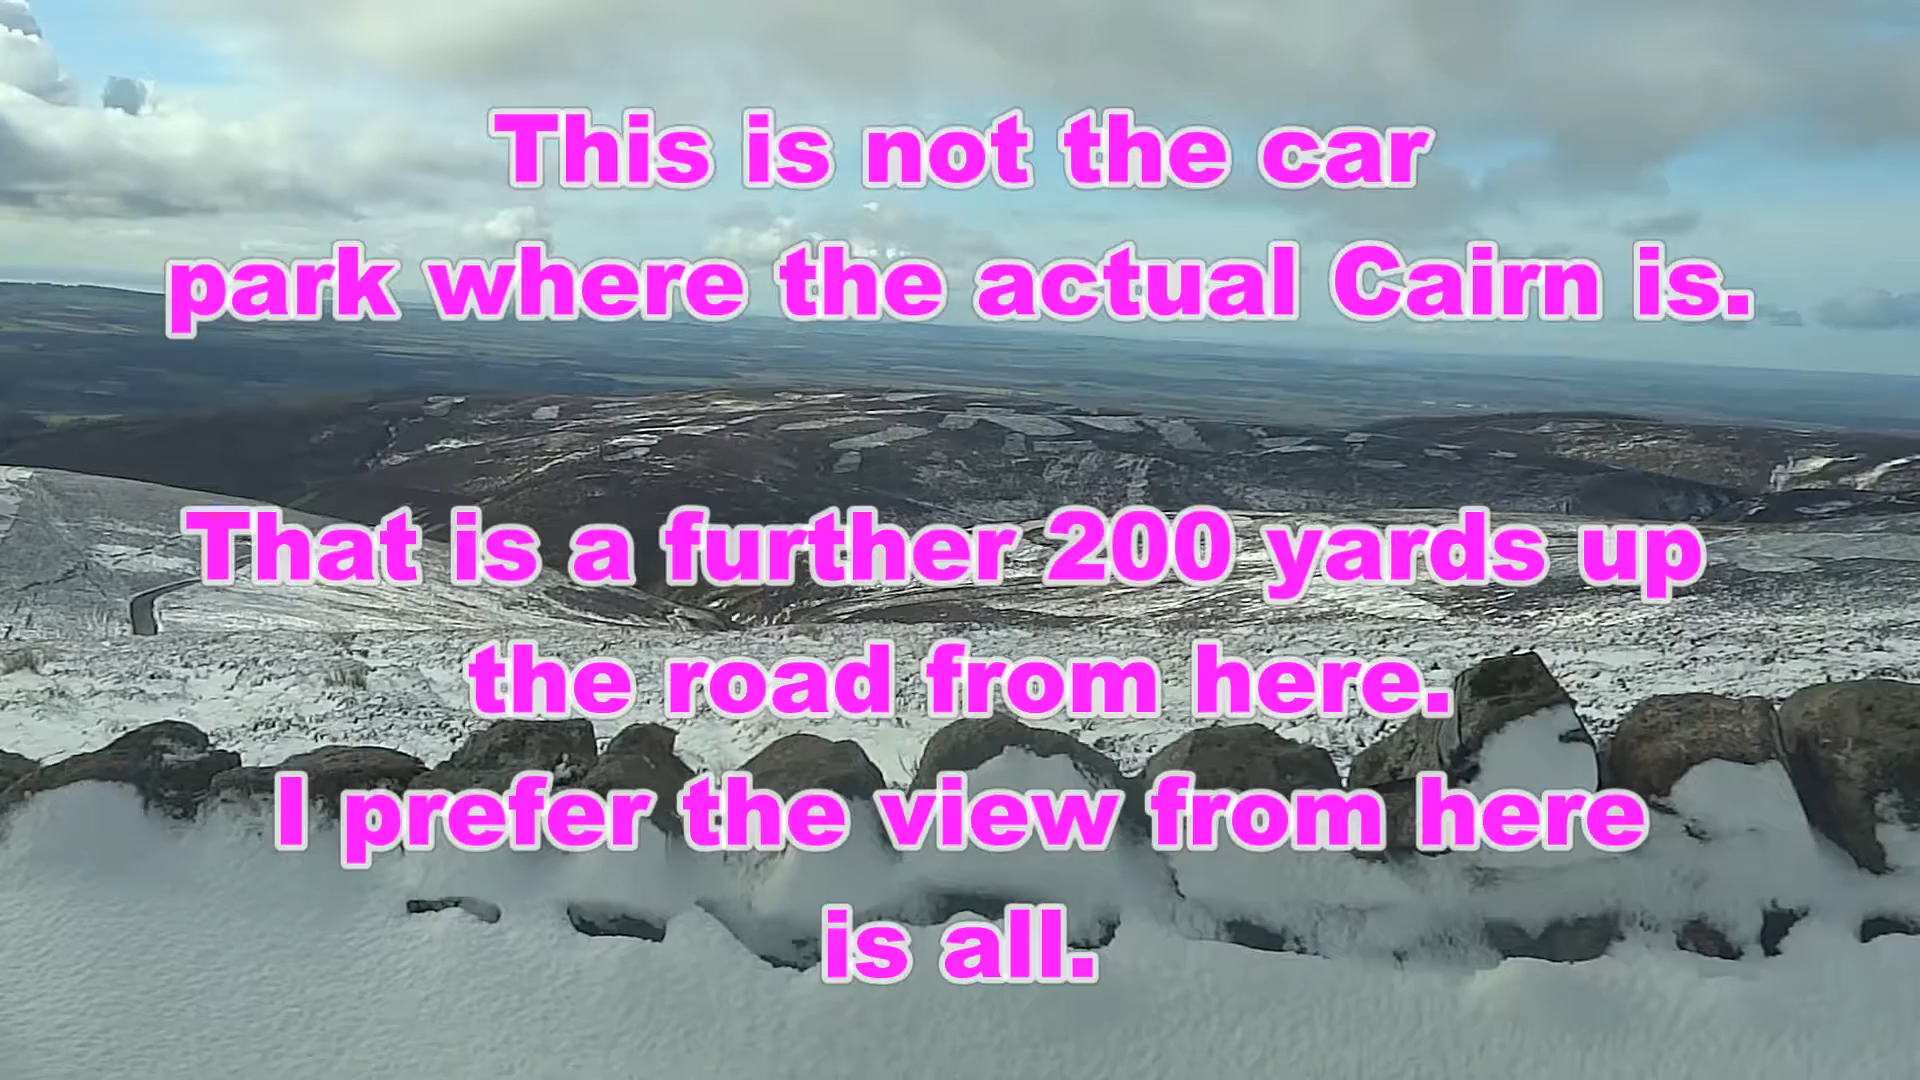 This is not the car
park where the actual Cairn is.
That is a further 200 yards up
the road from here.
I prefer the view from here
is all.